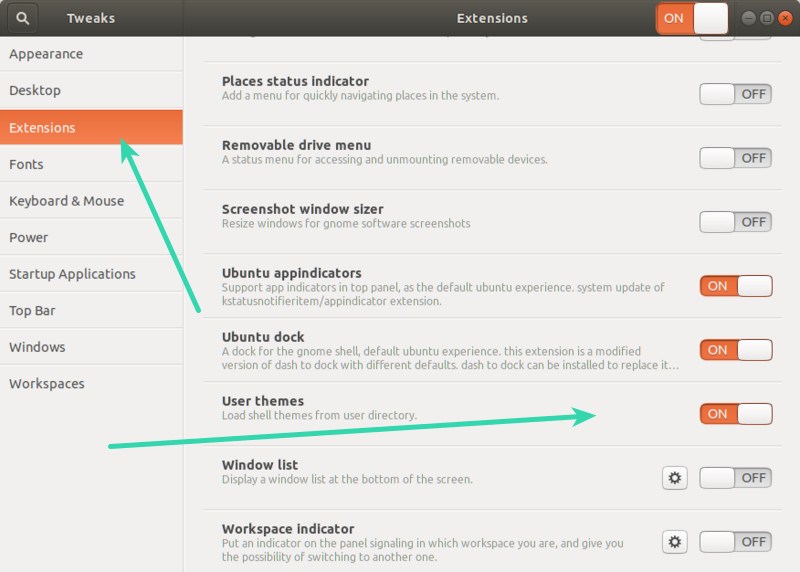 Tweaks
Extensions
ON
Appearance
Desktop
Extensions
Fonts
Keyboard & Mouse
Power
Startup Applications
Top Bar
Windows
Workspaces
Places status indicator
Add a menu for quickly navigating places in the system.
OFF
Removable drive menu
A status menu for accessing and unmounting removable devices.
OFF
Screenshot window sizer
Resize windows for gnome software screenshots
OFF
Ubuntu appindicators
Support app indicators in top panel, as the default ubuntu experience. system update of
kstatusnotifieritem/appindicator extension.
ON
Ubuntu dock
A dock for the gnome shell, default ubuntu experience. this extension is a modified
version of dash to dock with different defaults. dash to dock can be installed to replace it…
ON
User themes
Load shell themes from user directory.
ON
Window list
Display a window list at the bottom of the screen.
OFF
Workspace indicator
Put an indicator on the panel signaling in which workspace you are, and give you
the possibility of switching to another one.
OFF